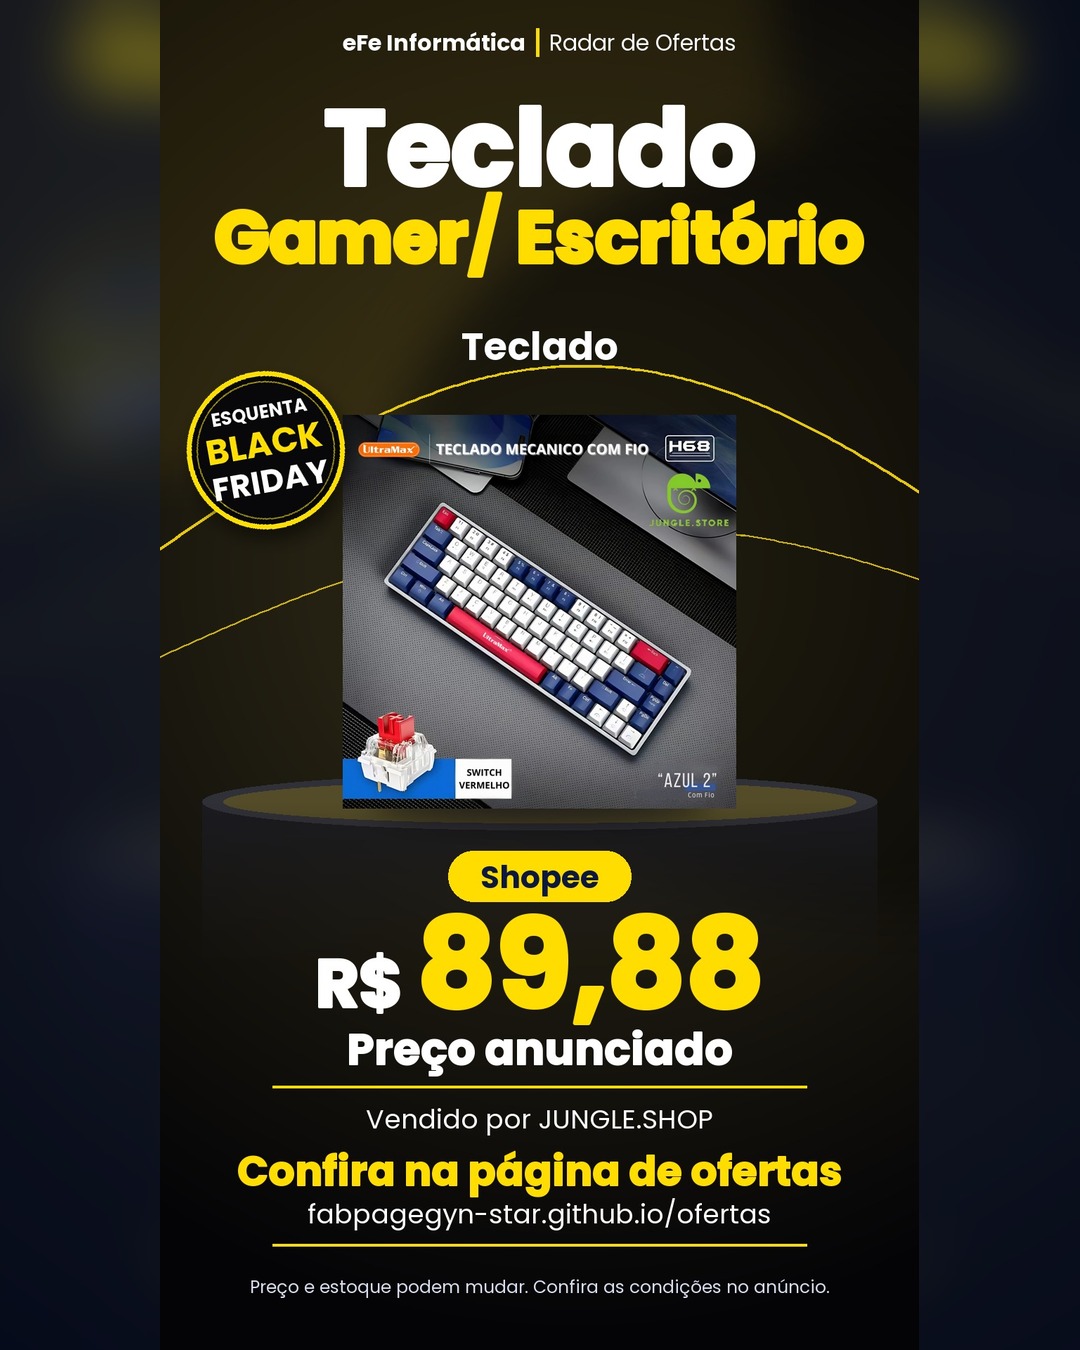 eFe Informática | Radar de Ofertas
Teclado
Gamer/ Escritório
Teclado
ESQUENTA
BLACK
FRIDAY
UltraMax
TECLADO MECANICO COM FIO
H68
JUNGLE.STORE
UltraMax
SWITCH
VERMELHO
“AZUL 2”
Com Fio
Shopee
R$ 89,88
Preço anunciado
Vendido por JUNGLE.SHOP
Confira na página de ofertas
fabpagegyn-star.github.io/ofertas
Preço e estoque podem mudar. Confira as condições no anúncio.